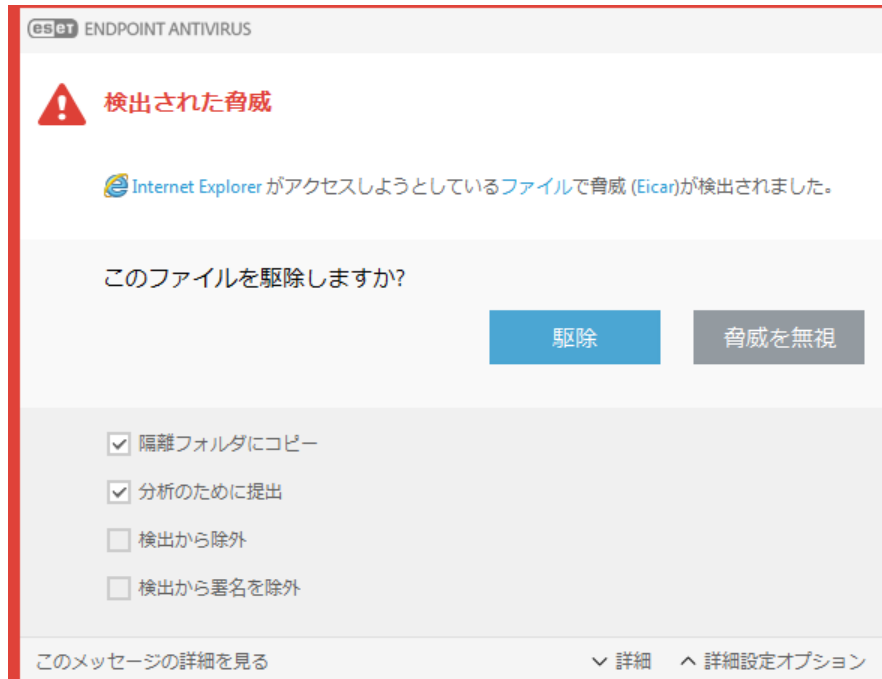 eset ENDPOINT ANTIVIRUS
検出された脅威
Internet Explorer がアクセスしようとしているファイルで脅威 (Eicar)が検出されました。
このファイルを駆除しますか?
駆除 脅威を無視
隔離フォルダにコピー
分析のために提出
検出から除外
検出から署名を除外
このメッセージの詳細を見る 詳細 詳細設定オプション